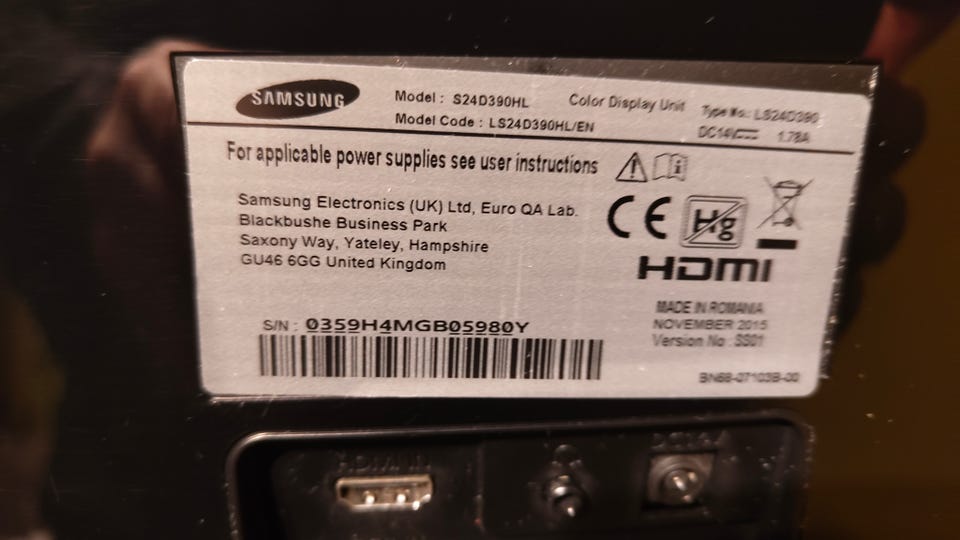 SAMSUNG
Model : S24D390HL
Color Display Unit
Type No.: LS24D390
Model Code : LS24D390HL/EN
DC14V 1.78A
For applicable power supplies see user instructions
Samsung Electronics (UK) Ltd, Euro QA Lab.
Blackbushe Business Park
Saxony Way, Yateley, Hampshire
GU46 6GG United Kingdom
CE
Hg
HDMI
MADE IN ROMANIA
NOVEMBER 2015
Version No : SS01
S/N : 0359H4MGB05980Y
BN68-07103B-00
HDMI IN